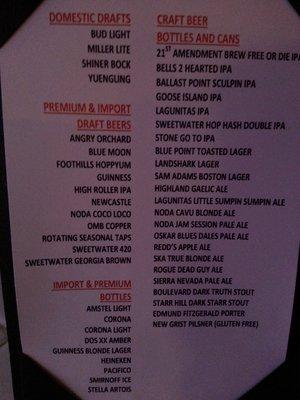 DOMESTIC DRAFTS
BUD LIGHT
MILLER LITE
SHINER BOCK
YUENGLING
PREMIUM & IMPORT
DRAFT BEERS
ANGRY ORCHARD
BLUE MOON
FOOTHILLS HOPPYUM
GUINNESS
HIGH ROLLER IPA
NEWCASTLE
NODA COCO LOCO
OMB COPPER
ROTATING SEASONAL TAPS
SWEETWATER 420
SWEETWATER GEORGIA BROWN
IMPORT & PREMIUM
BOTTLES
AMSTEL LIGHT
CORONA
CORONA LIGHT
DOS XX AMBER
GUINNESS BLONDE LAGER
HEINEKEN
PACIFICO
SMIRNOFF ICE
STELLA ARTOIS
CRAFT BEER
BOTTLES AND CANS
21ST AMENDMENT BREW FREE OR DIE IPA
BELLS 2 HEARTED IPA
BALLAST POINT SCULPIN IPA
GOOSE ISLAND IPA
LAGUNITAS IPA
SWEETWATER HOP HASH DOUBLE IPA
STONE GO TO IPA
BLUE POINT TOASTED LAGER
LANDSHARK LAGER
SAM ADAMS BOSTON LAGER
HIGHLAND GAELIC ALE
LAGUNITAS LITTLE SUMPIN SUMPIN ALE
NODA CAVU BLONDE ALE
NODA JAM SESSION PALE ALE
OSKAR BLUES DALES PALE ALE
REDD'S APPLE ALE
SKA TRUE BLONDE ALE
ROGUE DEAD GUY ALE
SIERRA NEVADA PALE ALE
BOULEVARD DARK TRUTH STOUT
STARR HILL DARK STARR STOUT
EDMUND FITZGERALD PORTER
NEW GRIST PILSNER (GLUTEN FREE)